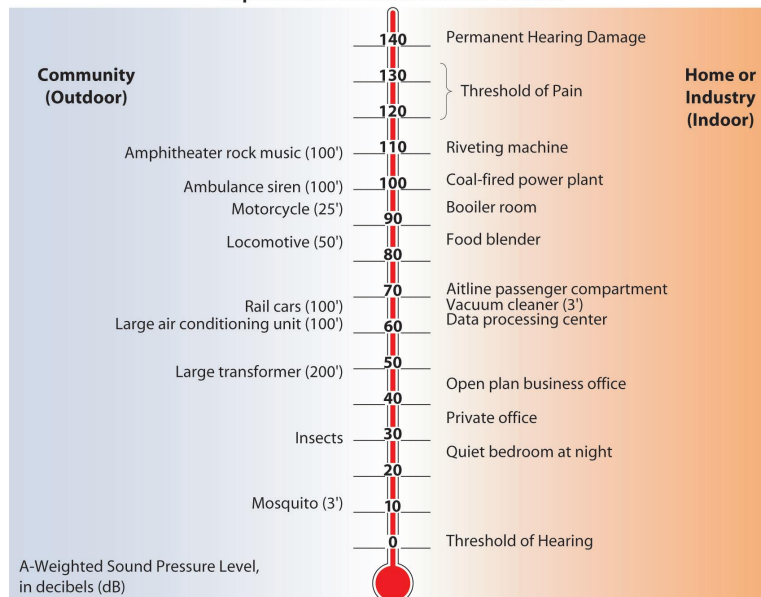 Community
(Outdoor)
Home or
Industry
(Indoor)
140 Permanent Hearing Damage
130
Threshold of Pain
120
Amphitheater rock music (100') 110 Riveting machine
Ambulance siren (100') 100 Coal-fired power plant
Motorcycle (25') Booiler room
90
Locomotive (50') Food blender
80
70 Aitline passenger compartment
Rail cars (100') Vacuum cleaner (3')
Large air conditioning unit (100') 60 Data processing center
50
Large transformer (200')
Open plan business office
40
Private office
Insects 30
Quiet bedroom at night
20
Mosquito (3') 10
0 Threshold of Hearing
A-Weighted Sound Pressure Level,
in decibels (dB)